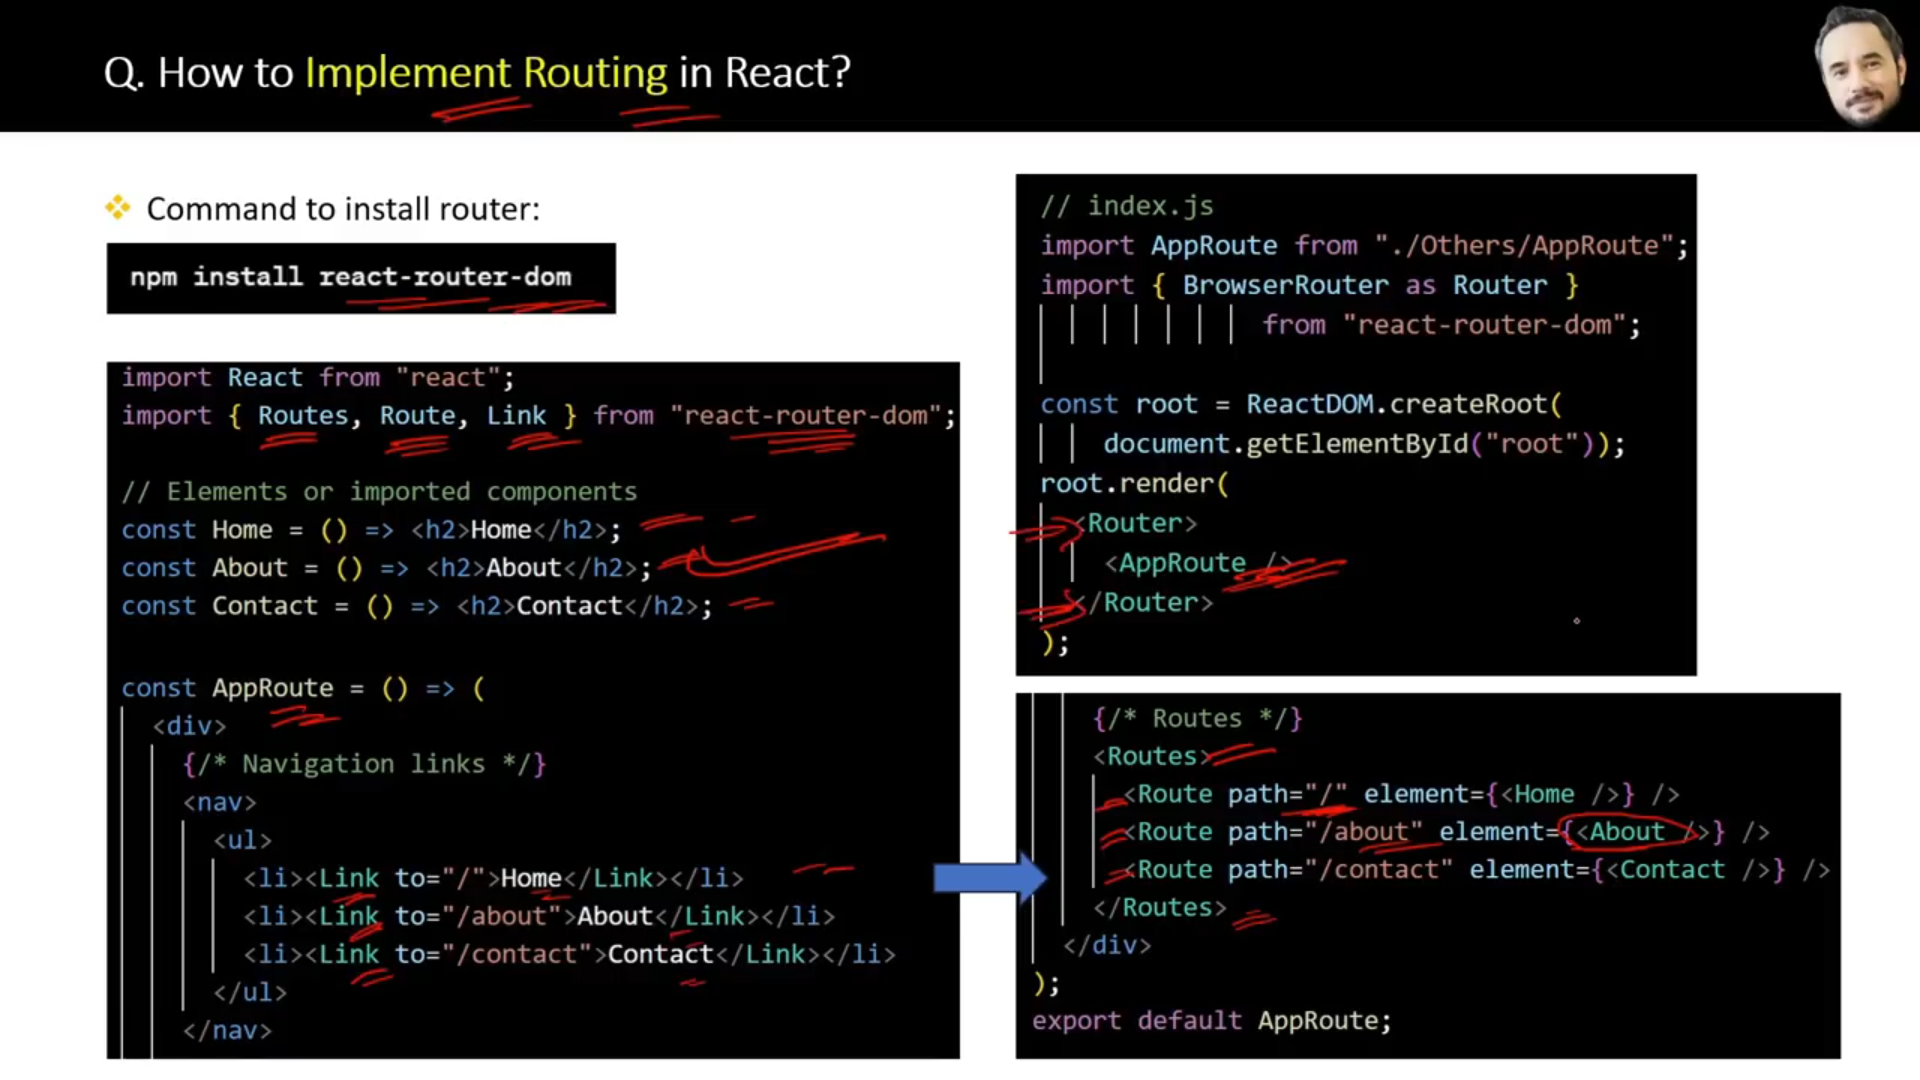 Q. How to Implement Routing in React?
Command to install router:
npm install react-router-dom
import React from "react";
import { Routes, Route, Link } from "react-router-dom";
// Elements or imported components
const Home = () => <h2>Home</h2>;
const About = () => <h2>About</h2>;
const Contact = () => <h2>Contact</h2>;
const AppRoute = () => (
<div>
{/* Navigation links */}
<nav>
<ul>
<li><Link to="/">Home</Link></li>
<li><Link to="/about">About</Link></li>
<li><Link to="/contact">Contact</Link></li>
</ul>
</nav>
// index.js
import AppRoute from "./Others/AppRoute";
import { BrowserRouter as Router }
from "react-router-dom";
const root = ReactDOM.createRoot(
document.getElementById("root"));
root.render(
<Router>
<AppRoute />
</Router>
);
{/* Routes */}
<Routes>
<Route path="/" element={<Home />} />
<Route path="/about" element={<About />} />
<Route path="/contact" element={<Contact />} />
</Routes>
</div>
);
export default AppRoute;